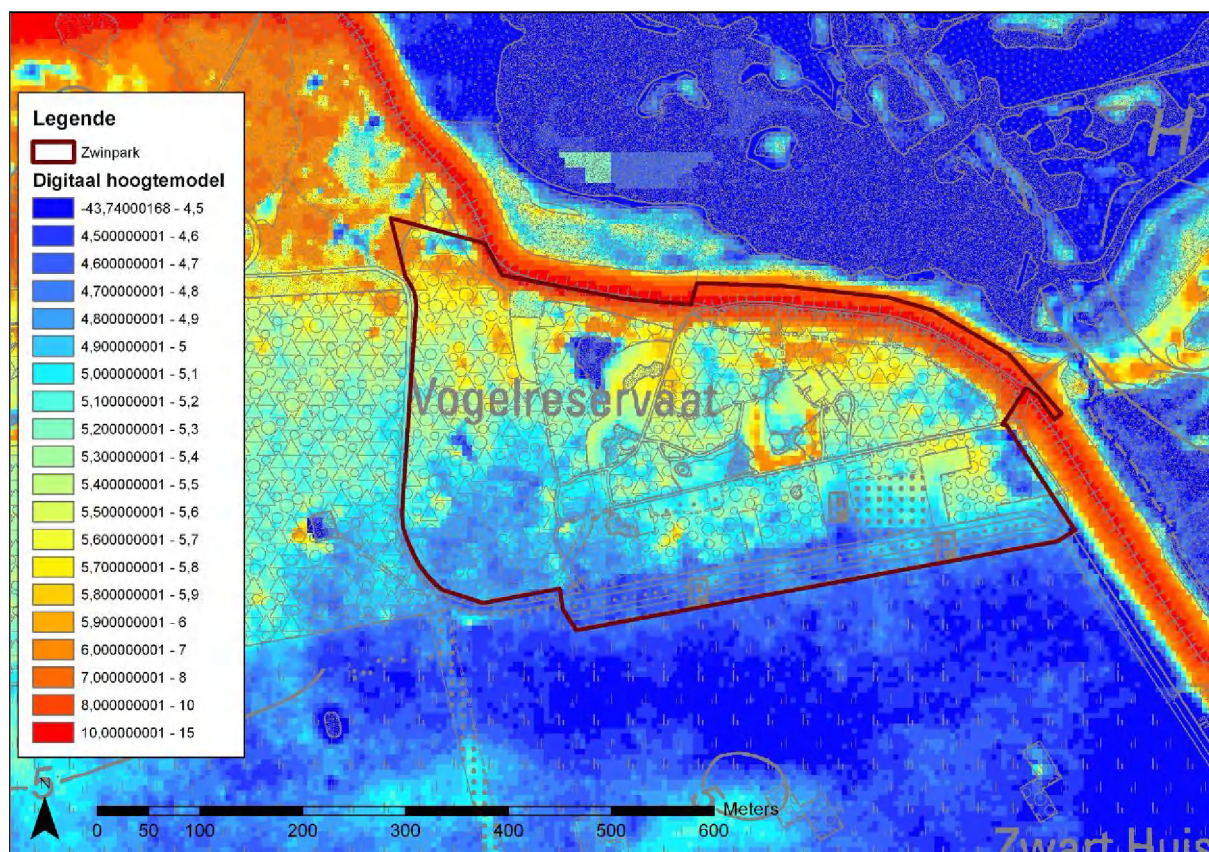 Legende
Zwinpark
Digitaal hoogtemodel
-43,74000168 - 4,5
4,500000001 - 4,6
4,600000001 - 4,7
4,700000001 - 4,8
4,800000001 - 4,9
4,900000001 - 5
5,000000001 - 5,1
5,100000001 - 5,2
5,200000001 - 5,3
5,300000001 - 5,4
5,400000001 - 5,5
5,500000001 - 5,6
5,600000001 - 5,7
5,700000001 - 5,8
5,800000001 - 5,9
5,900000001 - 6
6,000000001 - 7
7,000000001 - 8
8,000000001 - 10
10,00000001 - 15
H
Vogelreservaat
P
P
P
5
N
Meters
0 50 100 200 300 400 500 600
Zwart Huis